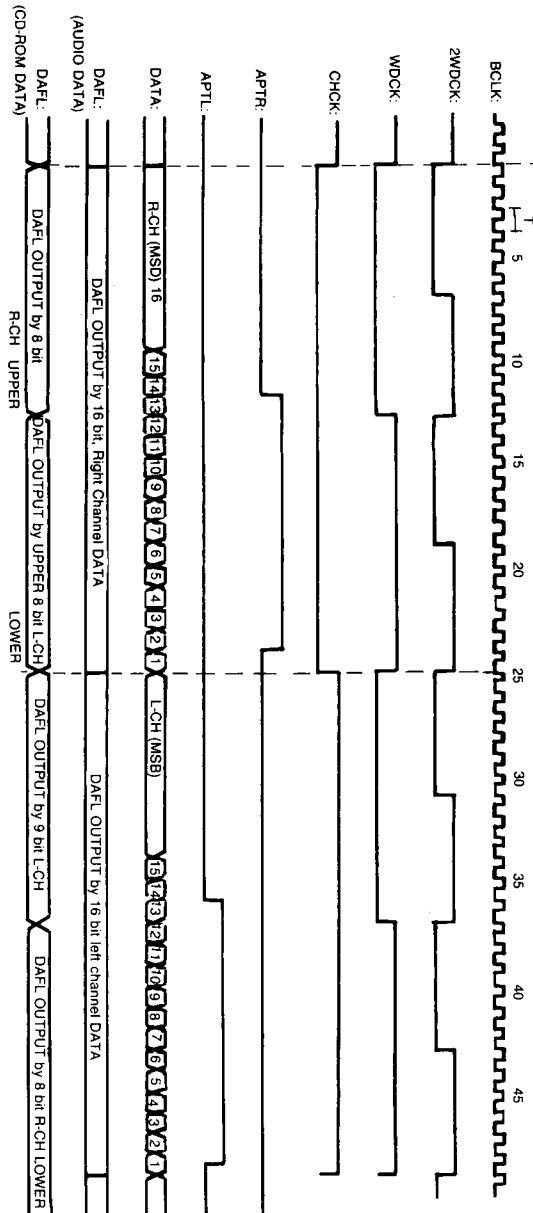 BCLK:
T
5 10 15 20 25 30 35 40 45
2WDCK:
WDCK:
CHCK:
APTR:
APTL:
DATA:
R-CH (MSD) 16 15 14 13 12 11 10 9 8 7 6 5 4 3 2 1 L-CH (MSB) 15 14 13 12 11 10 9 8 7 6 5 4 3 2 1
DAFL:
(AUDIO DATA)
DAFL OUTPUT by 16 bit, Right Channel DATA
DAFL OUTPUT by 16 bit left channel DATA
DAFL:
(CD-ROM DATA)
DAFL OUTPUT by 8 bit
R-CH UPPER
DAFL OUTPUT by UPPER 8 bit L-CH
LOWER
DAFL OUTPUT by 9 bit L-CH
DAFL OUTPUT by 8 bit R-CH LOWER